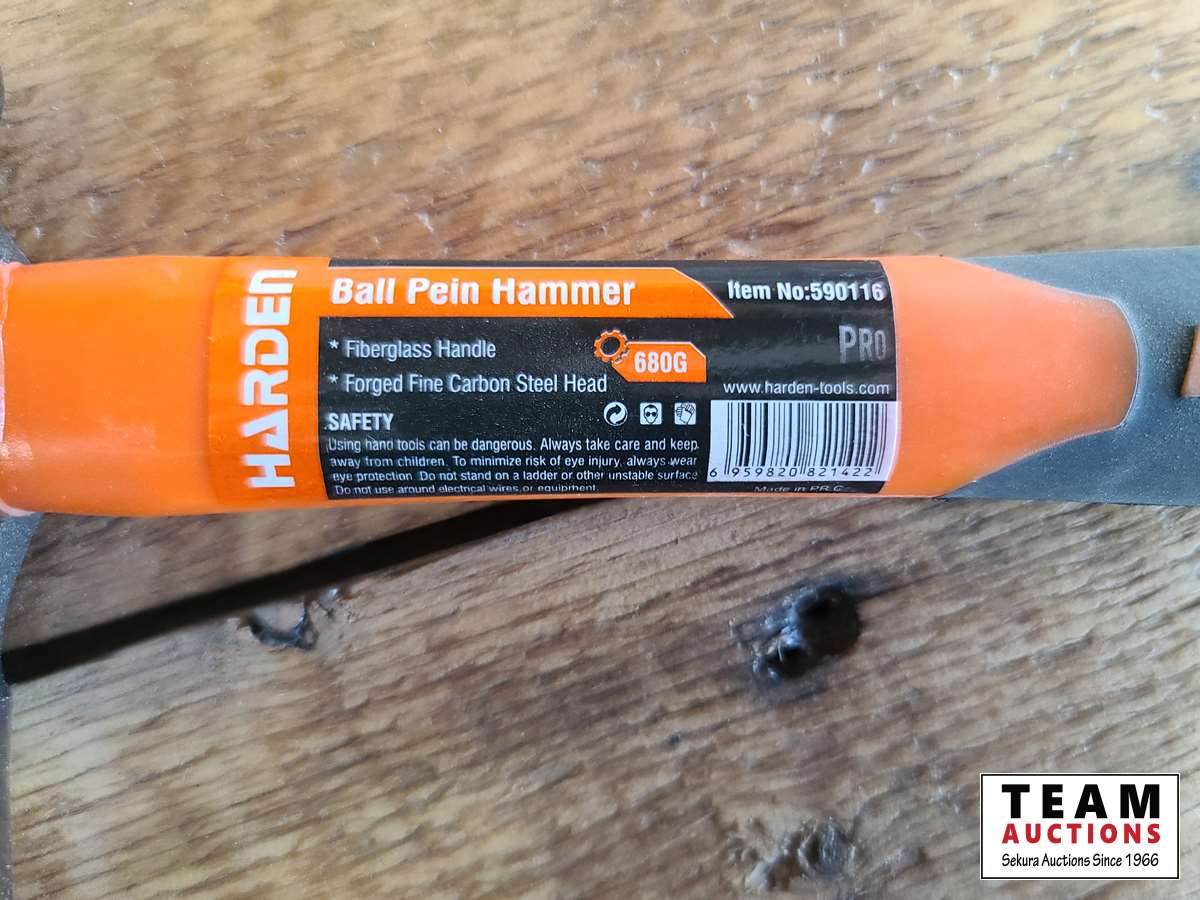 HARDEN
Ball Pein Hammer
Item No:590116
* Fiberglass Handle
680G
PRO
* Forged Fine Carbon Steel Head
www.harden-tools.com
SAFETY
Using hand tools can be dangerous. Always take care and keep
away from children. To minimize risk of eye injury, always wear
eye protection. Do not stand on a ladder or other unstable surface
Do not use around electrical wires or equipment.
6 959820 821422
Made in P.R.C.
TEAM
AUCTIONS
Sekura Auctions Since 1966